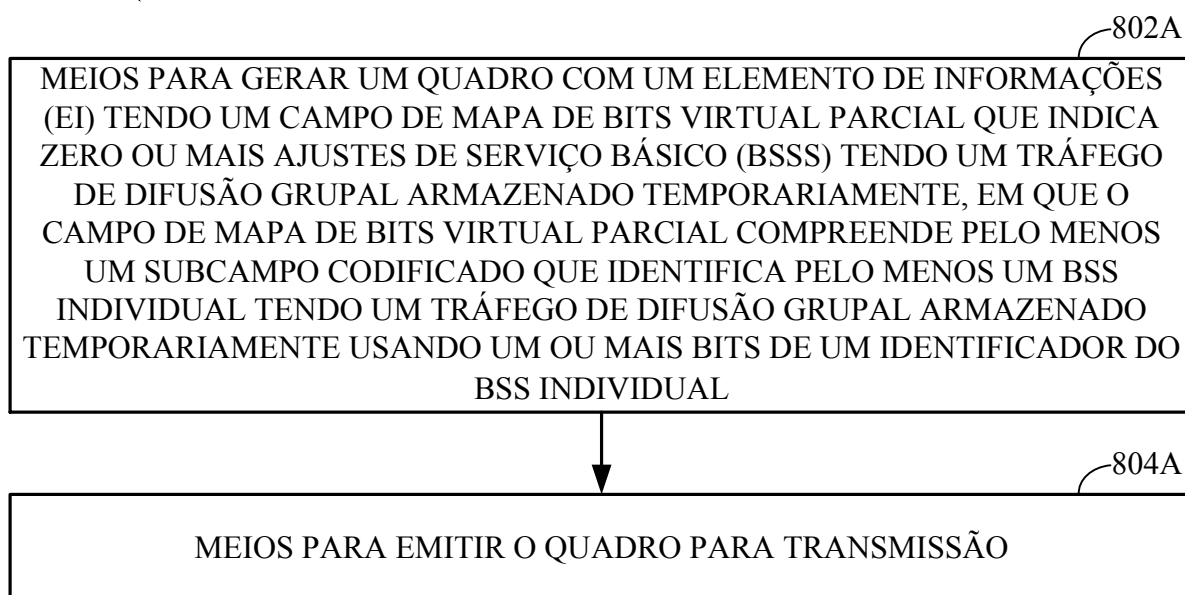 802A
MEIOS PARA GERAR UM QUADRO COM UM ELEMENTO DE INFORMAÇÕES
(EI) TENDO UM CAMPO DE MAPA DE BITS VIRTUAL PARCIAL QUE INDICA
ZERO OU MAIS AJUSTES DE SERVIÇO BÁSICO (BSSS) TENDO UM TRÁFEGO
DE DIFUSÃO GRUPAL ARMAZENADO TEMPORARIAMENTE, EM QUE O
CAMPO DE MAPA DE BITS VIRTUAL PARCIAL COMPREENDE PELO MENOS
UM SUBCAMPO CODIFICADO QUE IDENTIFICA PELO MENOS UM BSS
INDIVIDUAL TENDO UM TRÁFEGO DE DIFUSÃO GRUPAL ARMAZENADO
TEMPORARIAMENTE USANDO UM OU MAIS BITS DE UM IDENTIFICADOR DO
BSS INDIVIDUAL
804A
MEIOS PARA EMITIR O QUADRO PARA TRANSMISSÃO